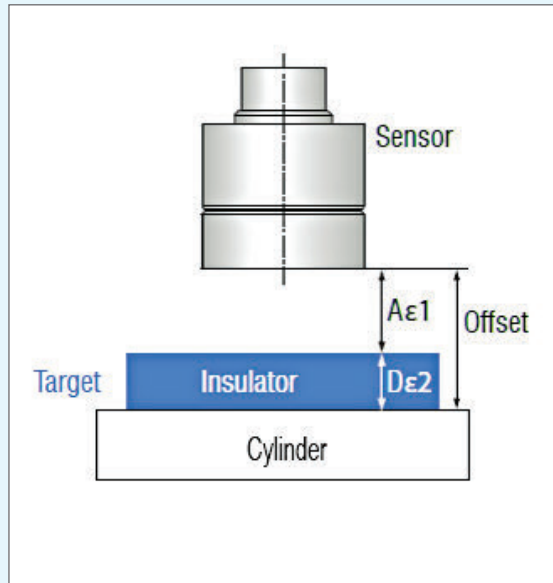 Sensor
Aε1
Offset
Target
Insulator
Dε2
Cylinder